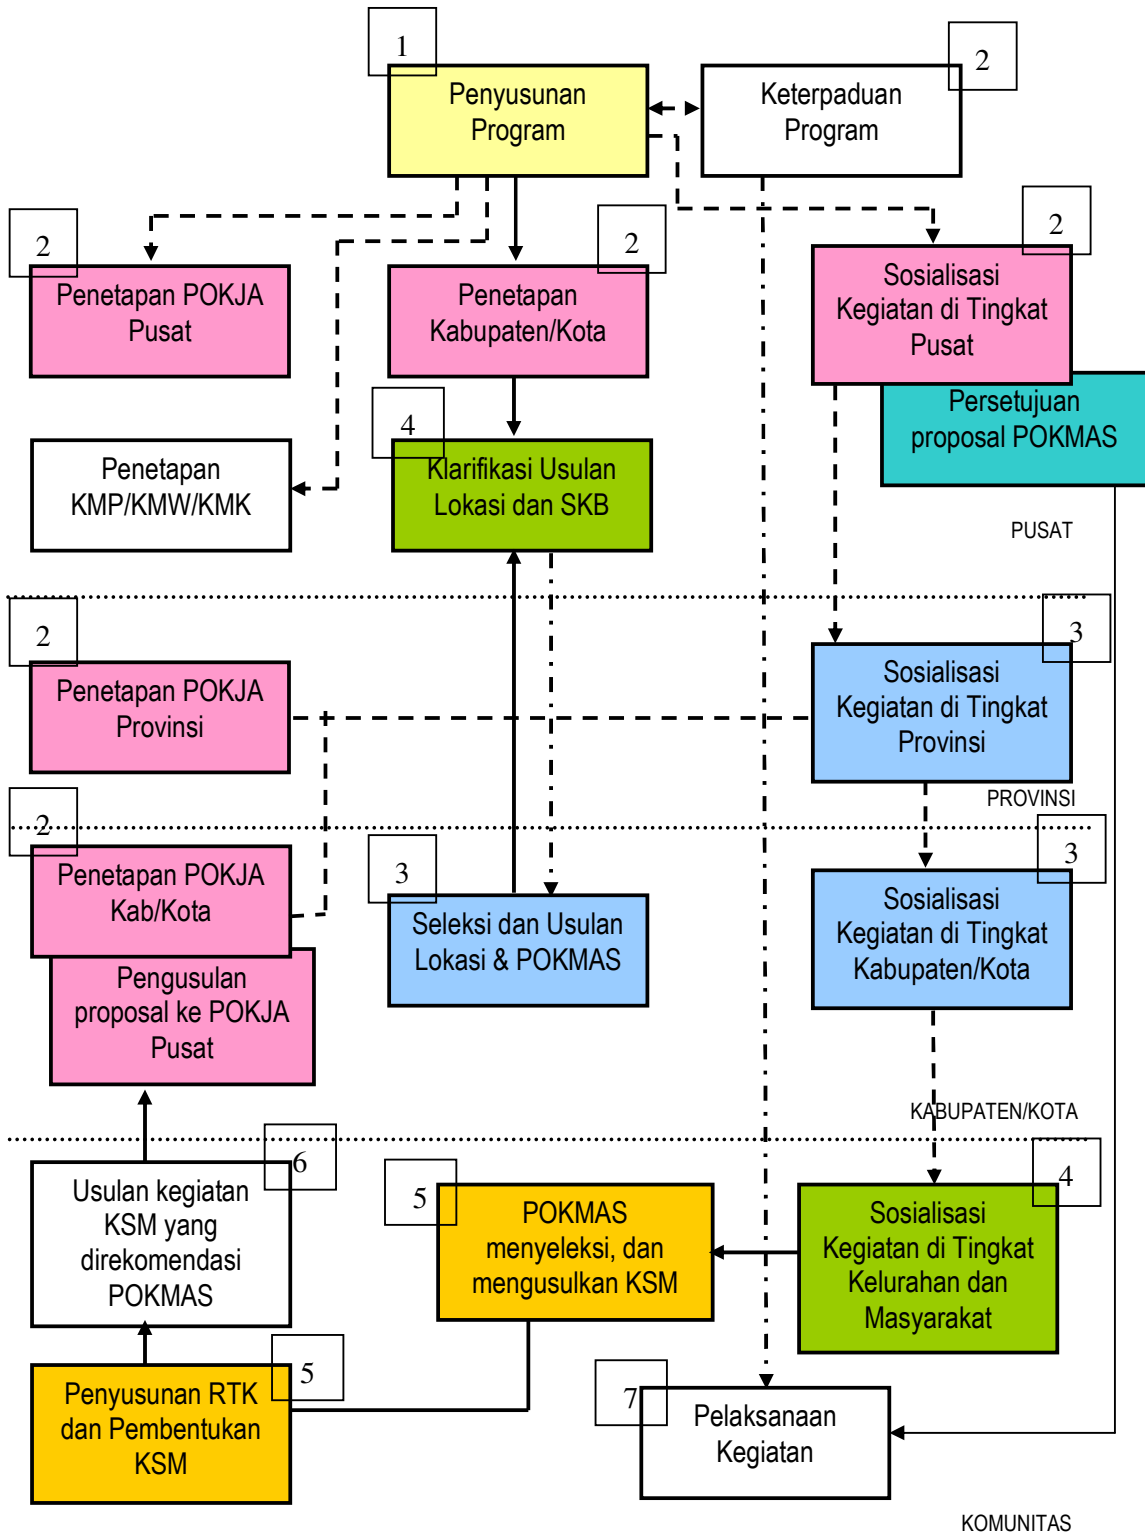 1
Penyusunan
Program
2
Keterpaduan
Program
2
Penetapan POKJA
Pusat
2
Penetapan
Kabupaten/Kota
2
Sosialisasi
Kegiatan di Tingkat
Pusat
Persetujuan
proposal POKMAS
Penetapan
KMP/KMW/KMK
4
Klarifikasi Usulan
Lokasi dan SKB
PUSAT
2
Penetapan POKJA
Provinsi
3
Sosialisasi
Kegiatan di Tingkat
Provinsi
PROVINSI
2
Penetapan POKJA
Kab/Kota
Pengusulan
proposal ke POKJA
Pusat
3
Seleksi dan Usulan
Lokasi & POKMAS
3
Sosialisasi
Kegiatan di Tingkat
Kabupaten/Kota
KABUPATEN/KOTA
6
Usulan kegiatan
KSM yang
direkomendasi
POKMAS
5
POKMAS
menyeleksi, dan
mengusulkan KSM
4
Sosialisasi
Kegiatan di Tingkat
Kelurahan dan
Masyarakat
5
Penyusunan RTK
dan Pembentukan
KSM
7
Pelaksanaan
Kegiatan
KOMUNITAS